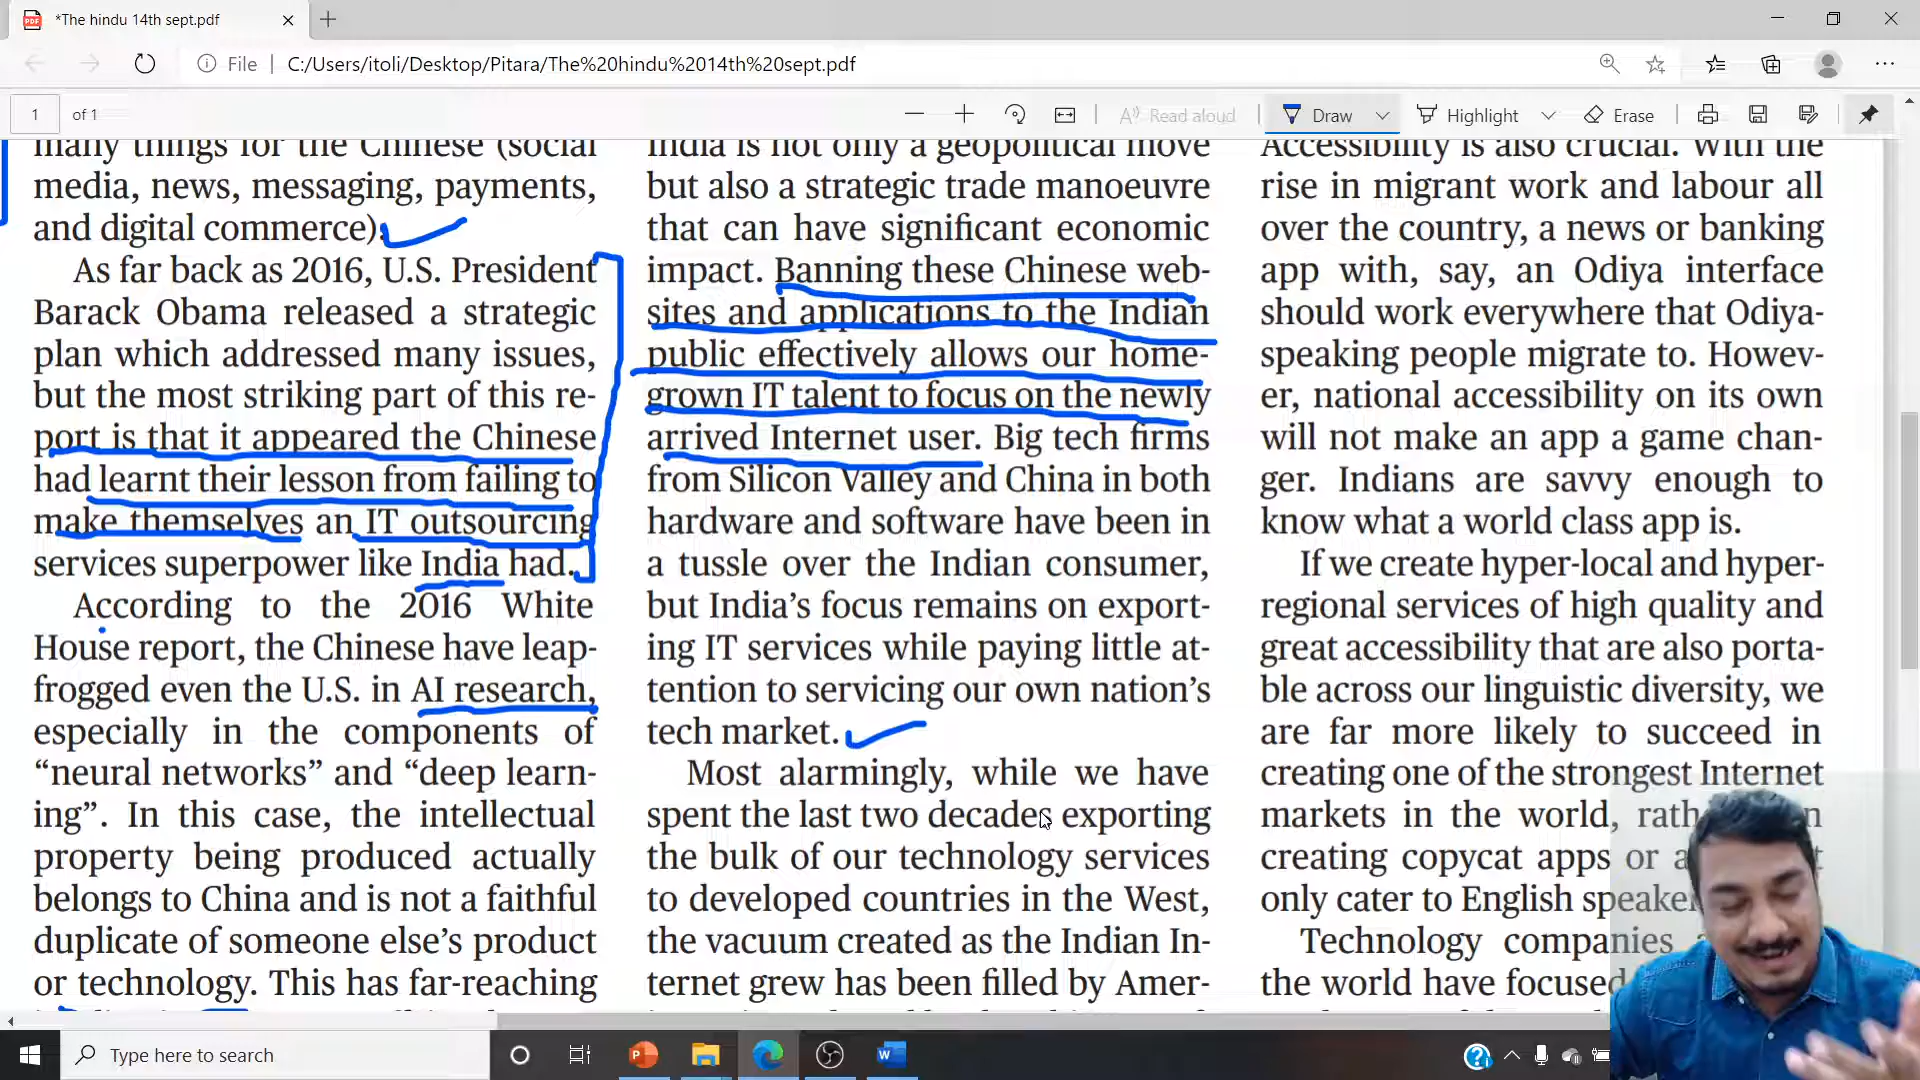 *The hindu 14th sept.pdf
File
C:/Users/itoli/Desktop/Pitara/The%20hindu%2014th%20sept.pdf
1 of 1
Read aloud
Draw
Highlight
Erase
many things for the Chinese (social
media, news, messaging, payments,
and digital commerce).
As far back as 2016, U.S. President
Barack Obama released a strategic
plan which addressed many issues,
but the most striking part of this re-
port is that it appeared the Chinese
had learnt their lesson from failing to
make themselves an IT outsourcing
services superpower like India had.
According to the 2016 White
House report, the Chinese have leap-
frogged even the U.S. in AI research,
especially in the components of
“neural networks” and “deep learn-
ing”. In this case, the intellectual
property being produced actually
belongs to China and is not a faithful
duplicate of someone else’s product
or technology. This has far-reaching
India is not only a geopolitical move
but also a strategic trade manoeuvre
that can have significant economic
impact. Banning these Chinese web-
sites and applications to the Indian
public effectively allows our home-
grown IT talent to focus on the newly
arrived Internet user. Big tech firms
from Silicon Valley and China in both
hardware and software have been in
a tussle over the Indian consumer,
but India’s focus remains on export-
ing IT services while paying little at-
tention to servicing our own nation’s
tech market.
Most alarmingly, while we have
spent the last two decades exporting
the bulk of our technology services
to developed countries in the West,
the vacuum created as the Indian In-
ternet grew has been filled by Amer-
Accessibility is also crucial. With the
rise in migrant work and labour all
over the country, a news or banking
app with, say, an Odiya interface
should work everywhere that Odiya-
speaking people migrate to. Howev-
er, national accessibility on its own
will not make an app a game chan-
ger. Indians are savvy enough to
know what a world class app is.
If we create hyper-local and hyper-
regional services of high quality and
great accessibility that are also porta-
ble across our linguistic diversity, we
are far more likely to succeed in
creating one of the strongest Internet
markets in the world,
creating copycat apps or
only cater to English
Technology companies
the world have focused
Type here to search